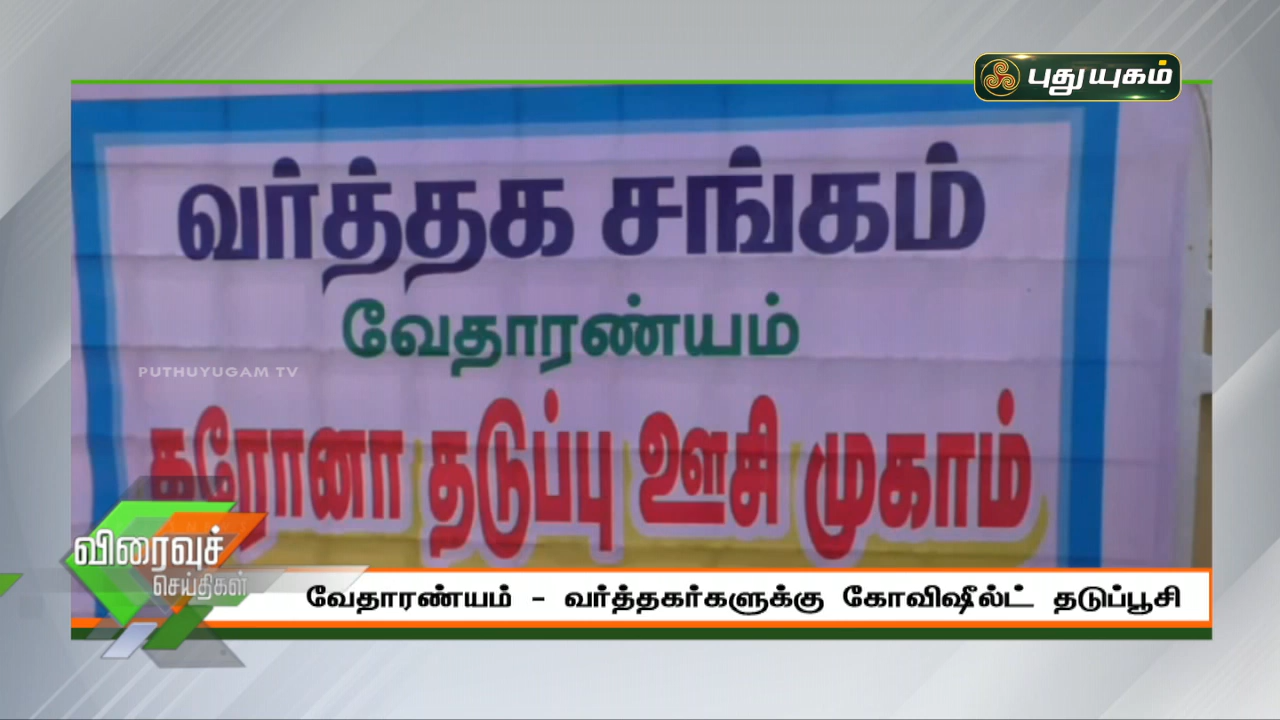 புதுயுகம்
வர்த்தக சங்கம்
வேதாரண்யம்
PUTHUYUGAM TV
கரோனா தடுப்பு ஊசி முகாம்
விரைவுச்
செய்திகள்
வேதாரண்யம் - வர்த்தகர்களுக்கு கோவிஷீல்ட் தடுப்பூசி